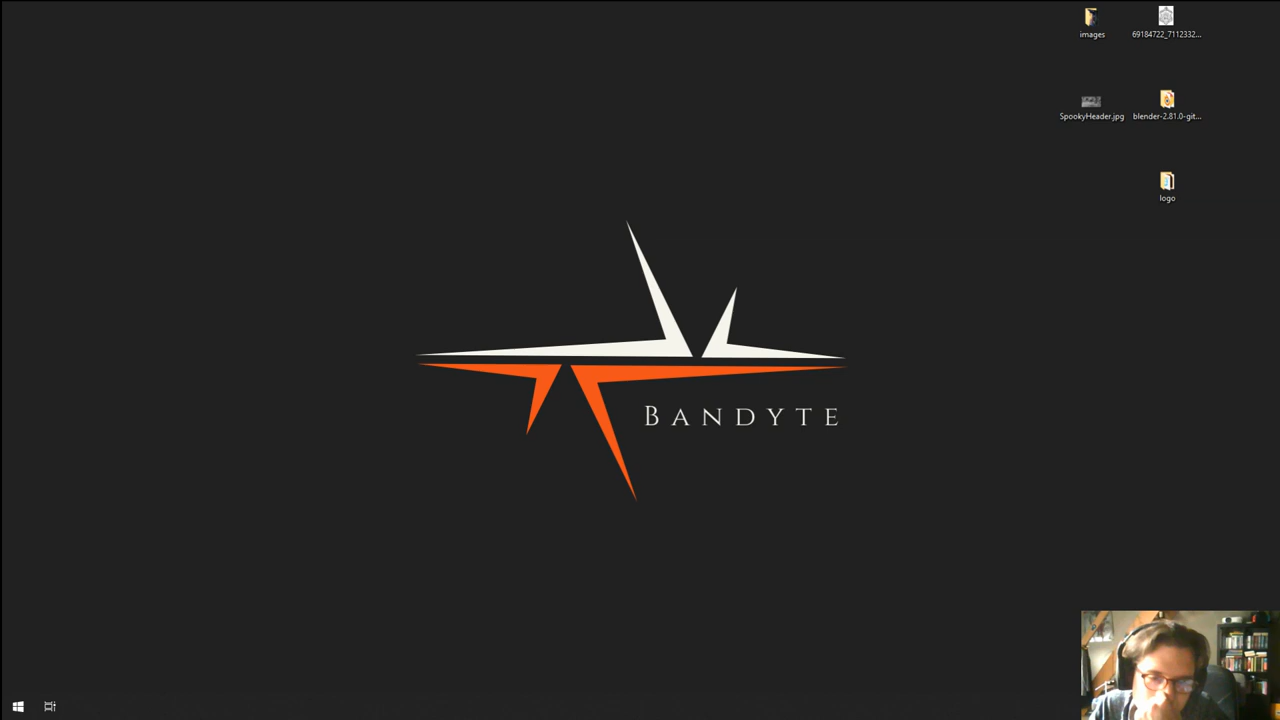 images
69184722_7112332...
SpookyHeader.jpg
blender-2.81.0-git...
logo
BANDYTE